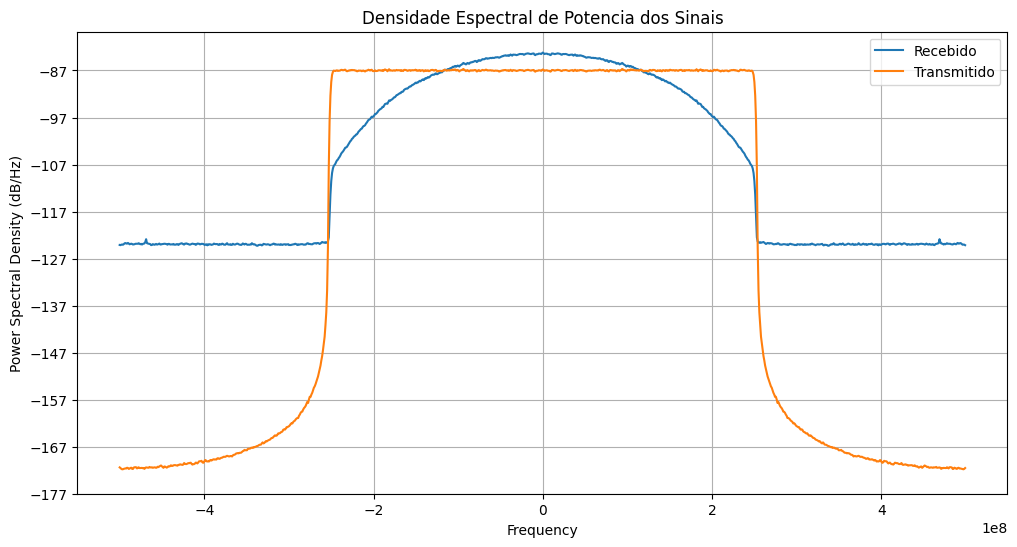 Densidade Espectral de Potencia dos Sinais
Recebido
Transmitido
Power Spectral Density (dB/Hz)
−87
−97
−107
−117
−127
−137
−147
−157
−167
−177
−4
−2
0
2
4
1e8
Frequency